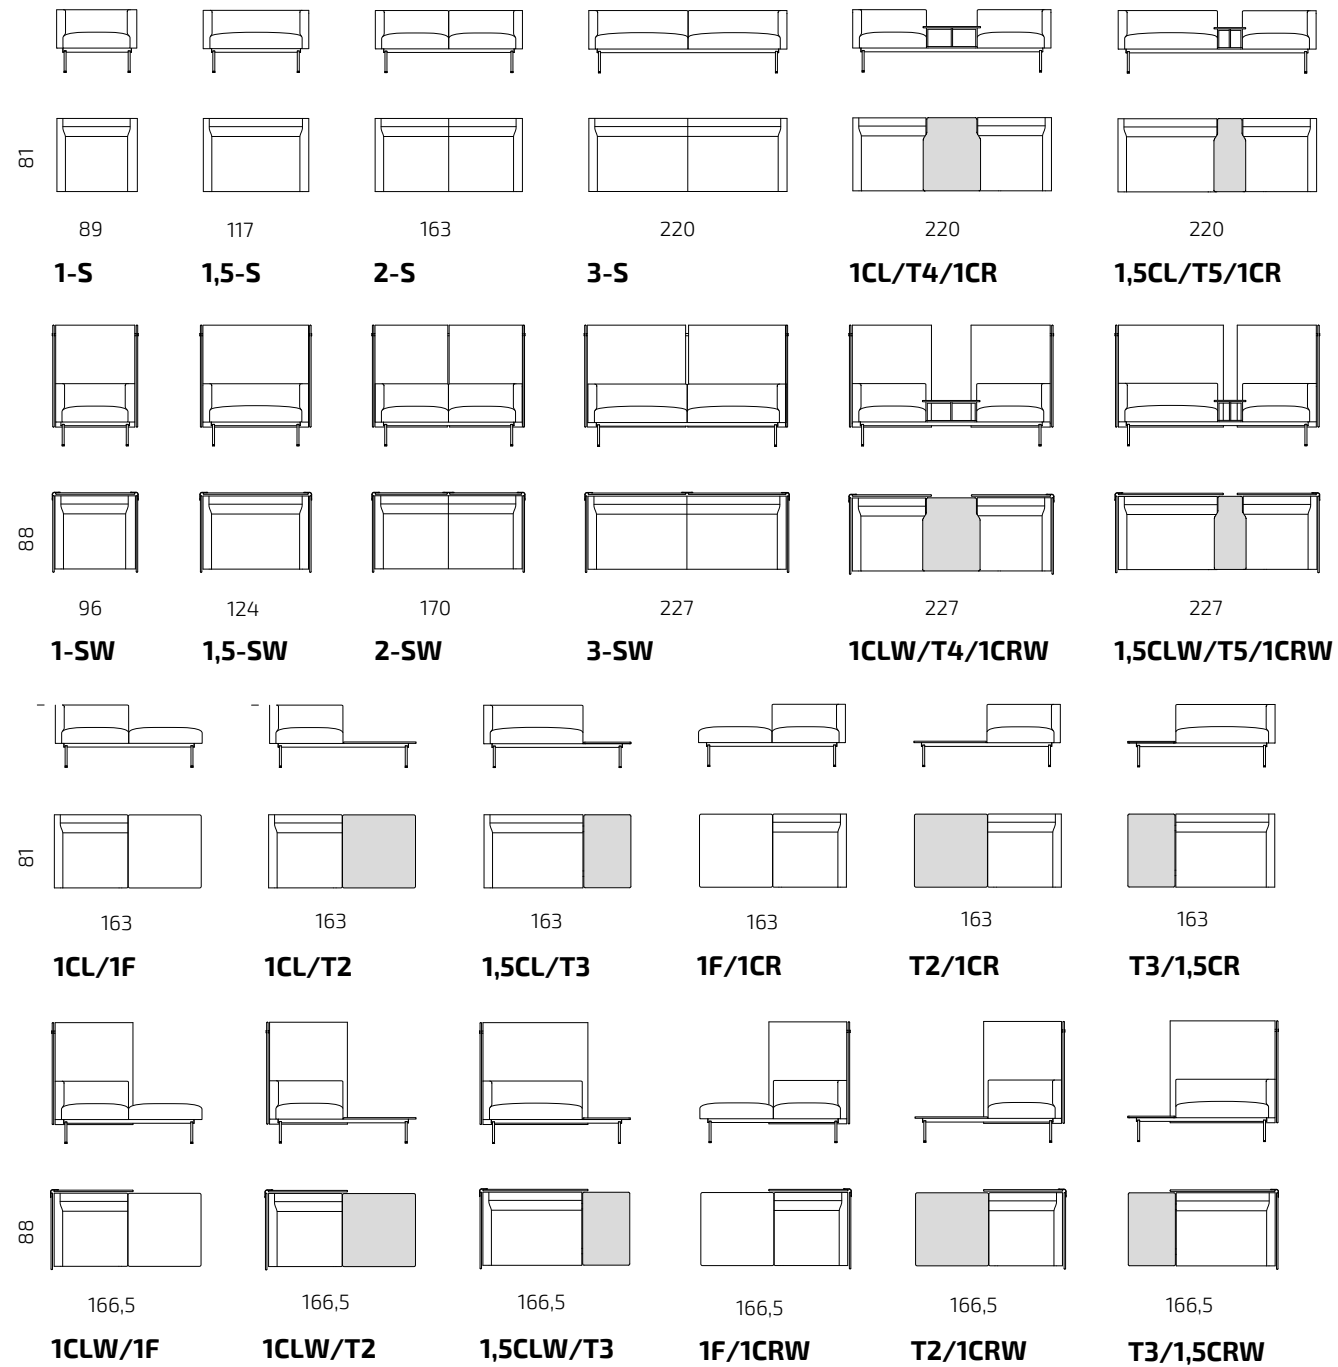 81
89 117 163 220 220 220
1-S 1,5-S 2-S 3-S 1CL/T4/1CR 1,5CL/T5/1CR
88
96 124 170 227 227 227
1-SW 1,5-SW 2-SW 3-SW 1CLW/T4/1CRW 1,5CLW/T5/1CRW
81
163 163 163 163 163 163
1CL/1F 1CL/T2 1,5CL/T3 1F/1CR T2/1CR T3/1,5CR
88
166,5 166,5 166,5 166,5 166,5 166,5
1CLW/1F 1CLW/T2 1,5CLW/T3 1F/1CRW T2/1CRW T3/1,5CRW